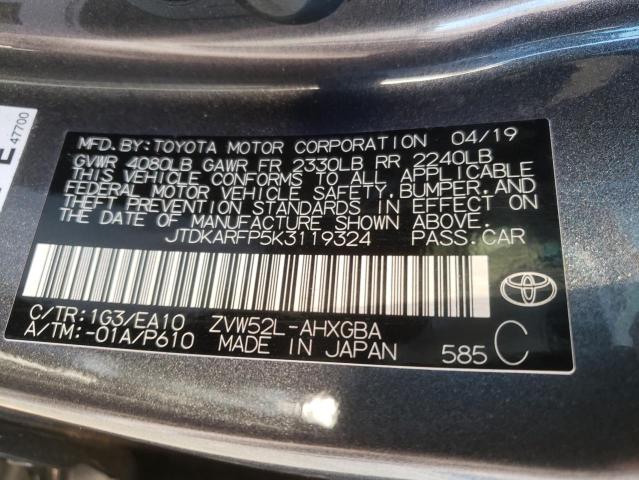 47700
MFD.BY:TOYOTA MOTOR CORPORATION 04/19
GVWR 4080LB GAWR FR 2330LB RR 2240LB
THIS VEHICLE CONFORMS TO ALL APPLICABLE
FEDERAL MOTOR VEHICLE SAFETY, BUMPER, AND
THEFT PREVENTION STANDARDS IN EFFECT ON
THE DATE OF MANUFACTURE SHOWN ABOVE.
JTDKARFP5K3119324 PASS.CAR
C/TR:1G3/EA10 ZVW52L-AHXGBA
A/TM:-01A/P610 MADE IN JAPAN 585 C